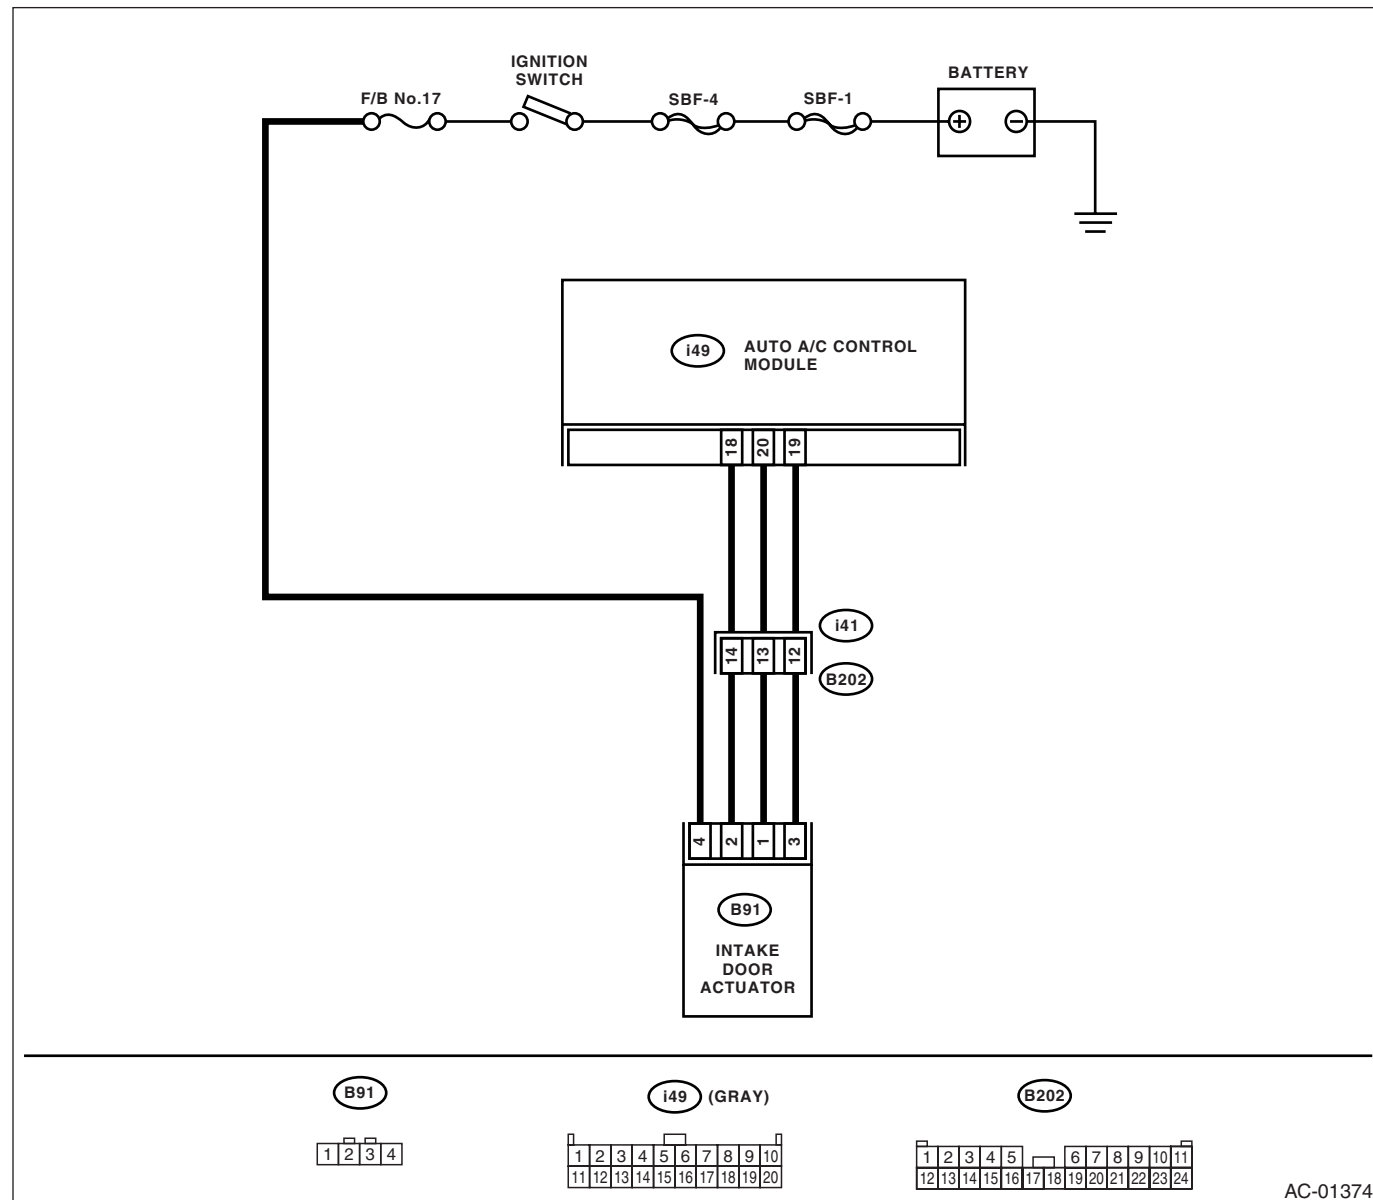 IGNITION
SWITCH
BATTERY
F/B No.17
SBF-4
SBF-1
i49
AUTO A/C CONTROL
MODULE
18 20 19
i41
14 13 12
B202
4 2 1 3
B91
INTAKE
DOOR
ACTUATOR
B91
i49 (GRAY)
B202
1 2 3 4
1 2 3 4 5 6 7 8 9 10
11 12 13 14 15 16 17 18 19 20
1 2 3 4 5 6 7 8 9 10 11
12 13 14 15 16 17 18 19 20 21 22 23 24
AC-01374